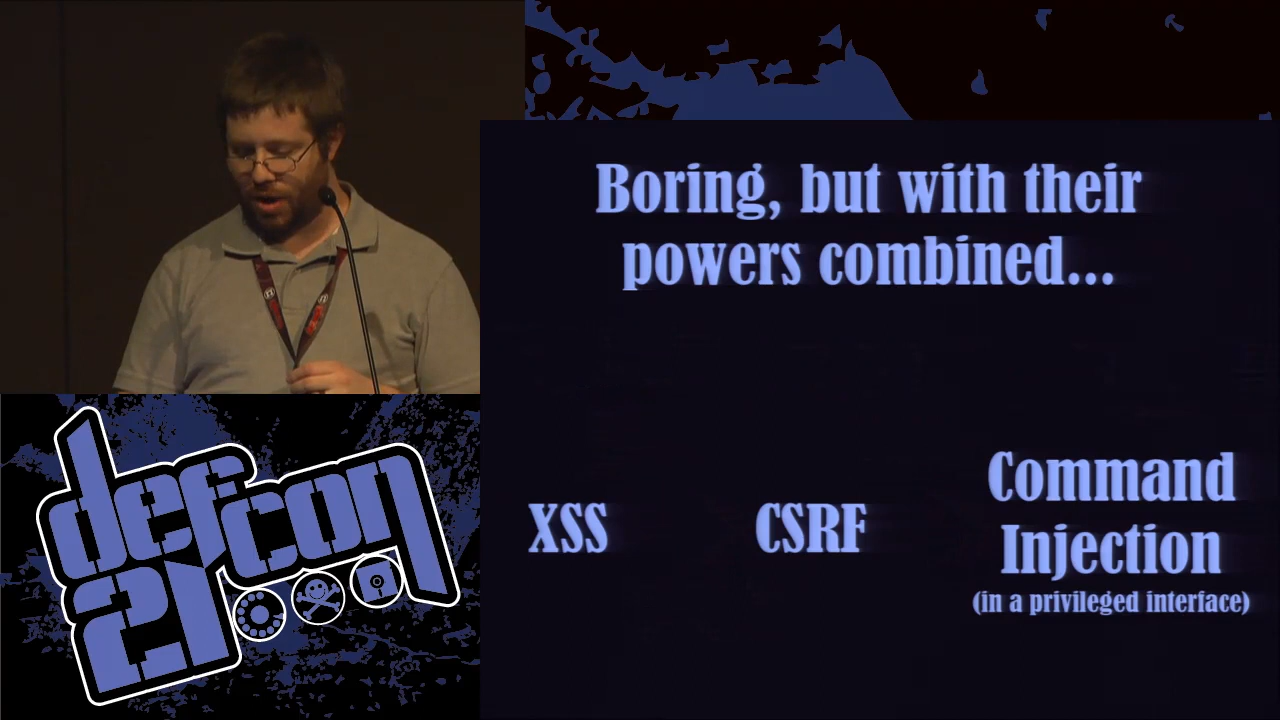 Boring, but with their
powers combined...
XSS
CSRF
Command
Injection
(in a privileged interface)
defcon
21